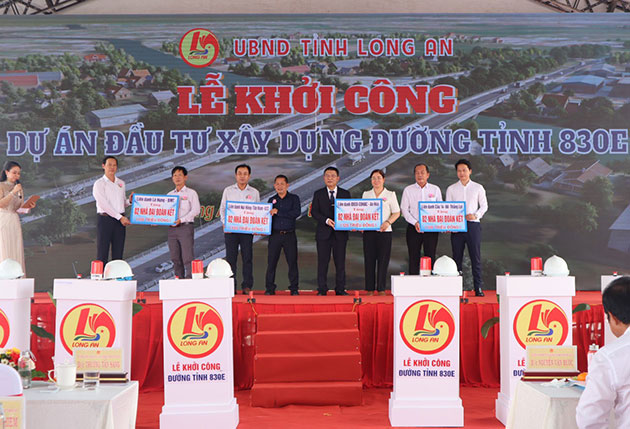 LONG AN
UBND TỈNH LONG AN
LỄ KHỞI CÔNG
DỰ ÁN ĐẦU TƯ XÂY DỰNG ĐƯỜNG TỈNH 830E
02 NHÀ ĐẠI ĐOÀN KẾT
02 NHÀ ĐẠI ĐOÀN KẾT
02 NHÀ ĐẠI ĐOÀN KẾT
02 NHÀ ĐẠI ĐOÀN KẾT
LONG AN
LONG AN
LỄ KHỞI CÔNG
ĐƯỜNG TỈNH 830E
LONG AN
LỄ KHỞI CÔNG
ĐƯỜNG TỈNH 830E
LONG AN